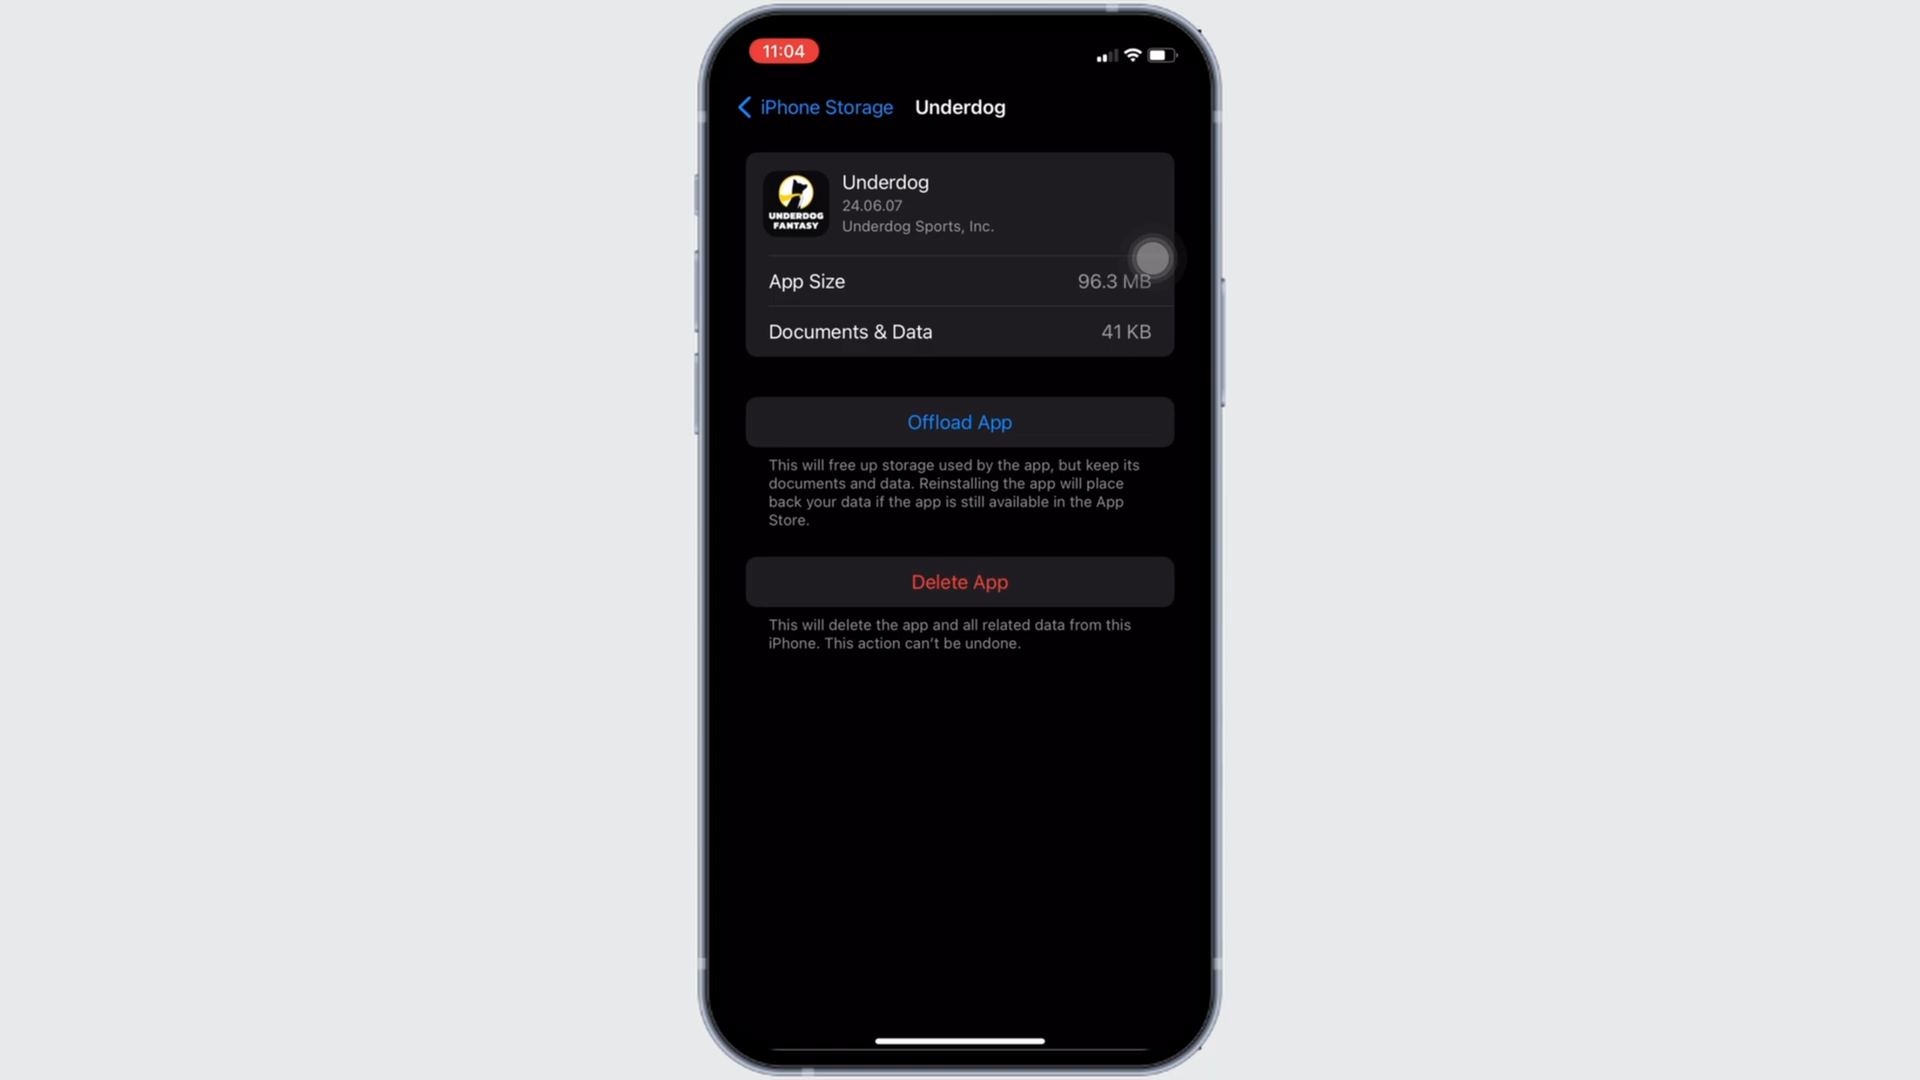 11:04
iPhone Storage Underdog
UNDERDOG
FANTASY
Underdog
24.06.07
Underdog Sports, Inc.
App Size 96.3 MB
Documents & Data 41 KB
Offload App
This will free up storage used by the app, but keep its
documents and data. Reinstalling the app will place
back your data if the app is still available in the App
Store.
Delete App
This will delete the app and all related data from this
iPhone. This action can't be undone.